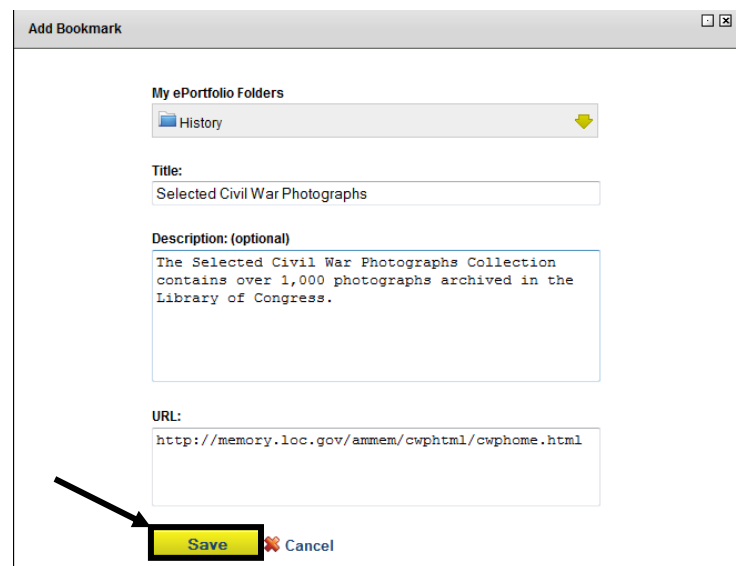 Add Bookmark
My ePortfolio Folders
History
Title:
Selected Civil War Photographs
Description: (optional)
The Selected Civil War Photographs Collection
contains over 1,000 photographs archived in the
Library of Congress.
URL:
http://memory.loc.gov/ammem/cwphtml/cwphome.html
Save Cancel